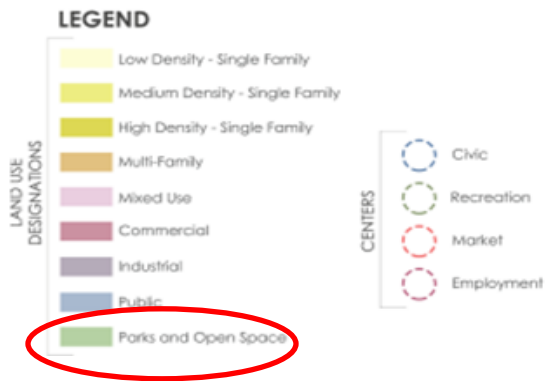 LEGEND
LAND USE
DESIGNATIONS
Low Density - Single Family
Medium Density - Single Family
High Density - Single Family
Multi-Family
Mixed Use
Commercial
Industrial
Public
Parks and Open Space
CENTERS
Civic
Recreation
Market
Employment